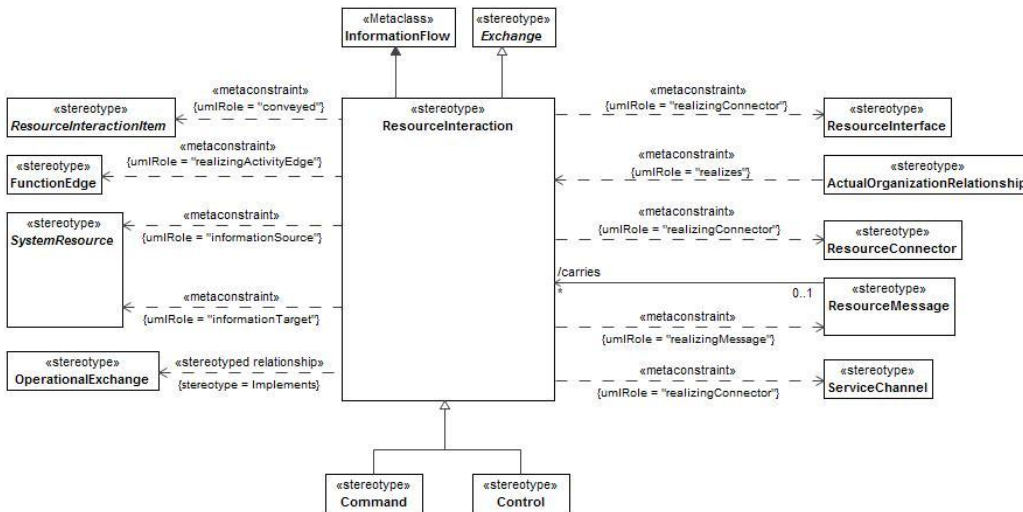 «Metaclass»
InformationFlow
«stereotype»
Exchange
«metaconstraint»
{umlRole = "conveyed"}
«stereotype»
ResourceInteractionItem
«metaconstraint»
{umlRole = "realizingActivityEdge"}
«stereotype»
FunctionEdge
«stereotype»
SystemResource
«metaconstraint»
{umlRole = "informationSource"}
«metaconstraint»
{umlRole = "informationTarget"}
«stereotype»
OperationalExchange
«stereotyped relationship»
{stereotype = Implements}
«stereotype»
ResourceInteraction
«metaconstraint»
{umlRole = "realizingConnector"}
«stereotype»
ResourceInterface
«metaconstraint»
{umlRole = "realizes"}
«stereotype»
ActualOrganizationRelationship
«metaconstraint»
{umlRole = "realizingConnector"}
«stereotype»
ResourceConnector
/carries
*
0..1
«stereotype»
ResourceMessage
«metaconstraint»
{umlRole = "realizingMessage"}
«metaconstraint»
{umlRole = "realizingConnector"}
«stereotype»
ServiceChannel
«stereotype»
Command
«stereotype»
Control